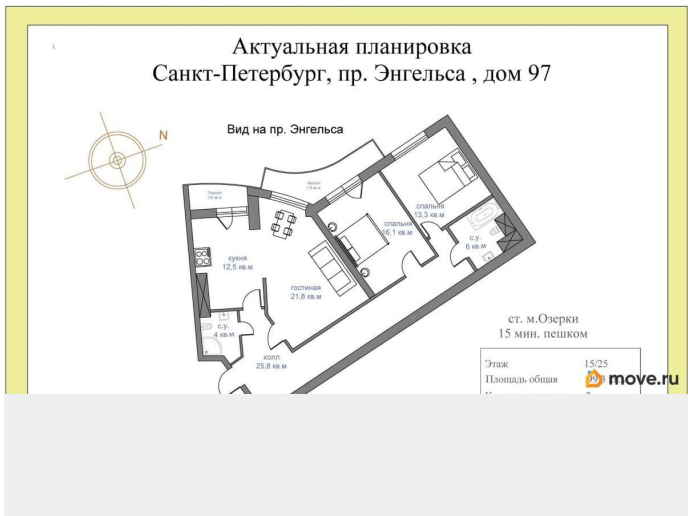 Актуальная планировка
Санкт-Петербург, пр. Энгельса , дом 97
N
Вид на пр. Энгельса
спальня
13,3 кв.м
спальня
16,1 кв.м
с.у.
6 кв.м
кухня
12,5 кв.м
гостиная
21,8 кв.м
с.у.
4 кв.м
холл
25,8 кв.м
ст. м.Озерки
15 мин. пешком
Этаж 15/25
Площадь общая
move.ru